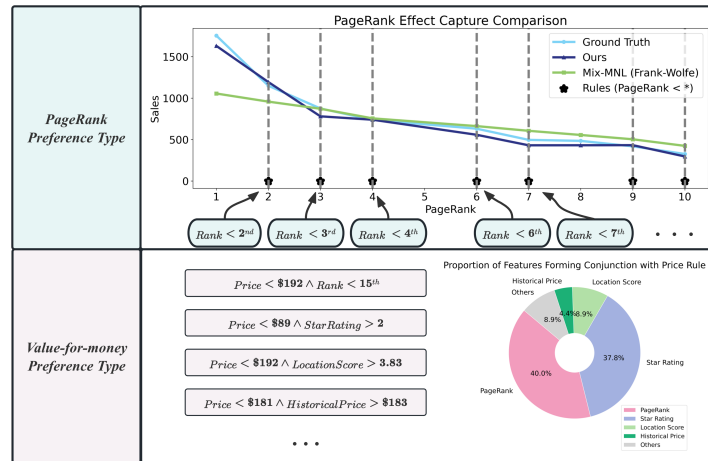 PageRank Effect Capture Comparison
PageRank
Preference Type
Sales
1500
1000
500
0
Ground Truth
Ours
Mix-MNL (Frank-Wolfe)
Rules (PageRank < *)
1 2 3 4 5 6 7 8 9 10
PageRank
Rank < 2nd
Rank < 3rd
Rank < 4th
Rank < 6th
Rank < 7th
. . .
Value-for-money
Preference Type
Price < $192 ∧ Rank < 15th
Price < $89 ∧ StarRating > 2
Price < $192 ∧ LocationScore > 3.83
Price < $181 ∧ HistoricalPrice > $183
...
Proportion of Features Forming Conjunction with Price Rule
Historical Price
Others
Location Score
Star Rating
PageRank
8.9%
4.4%
8.9%
37.8%
40.0%
PageRank
Star Rating
Location Score
Historical Price
Others